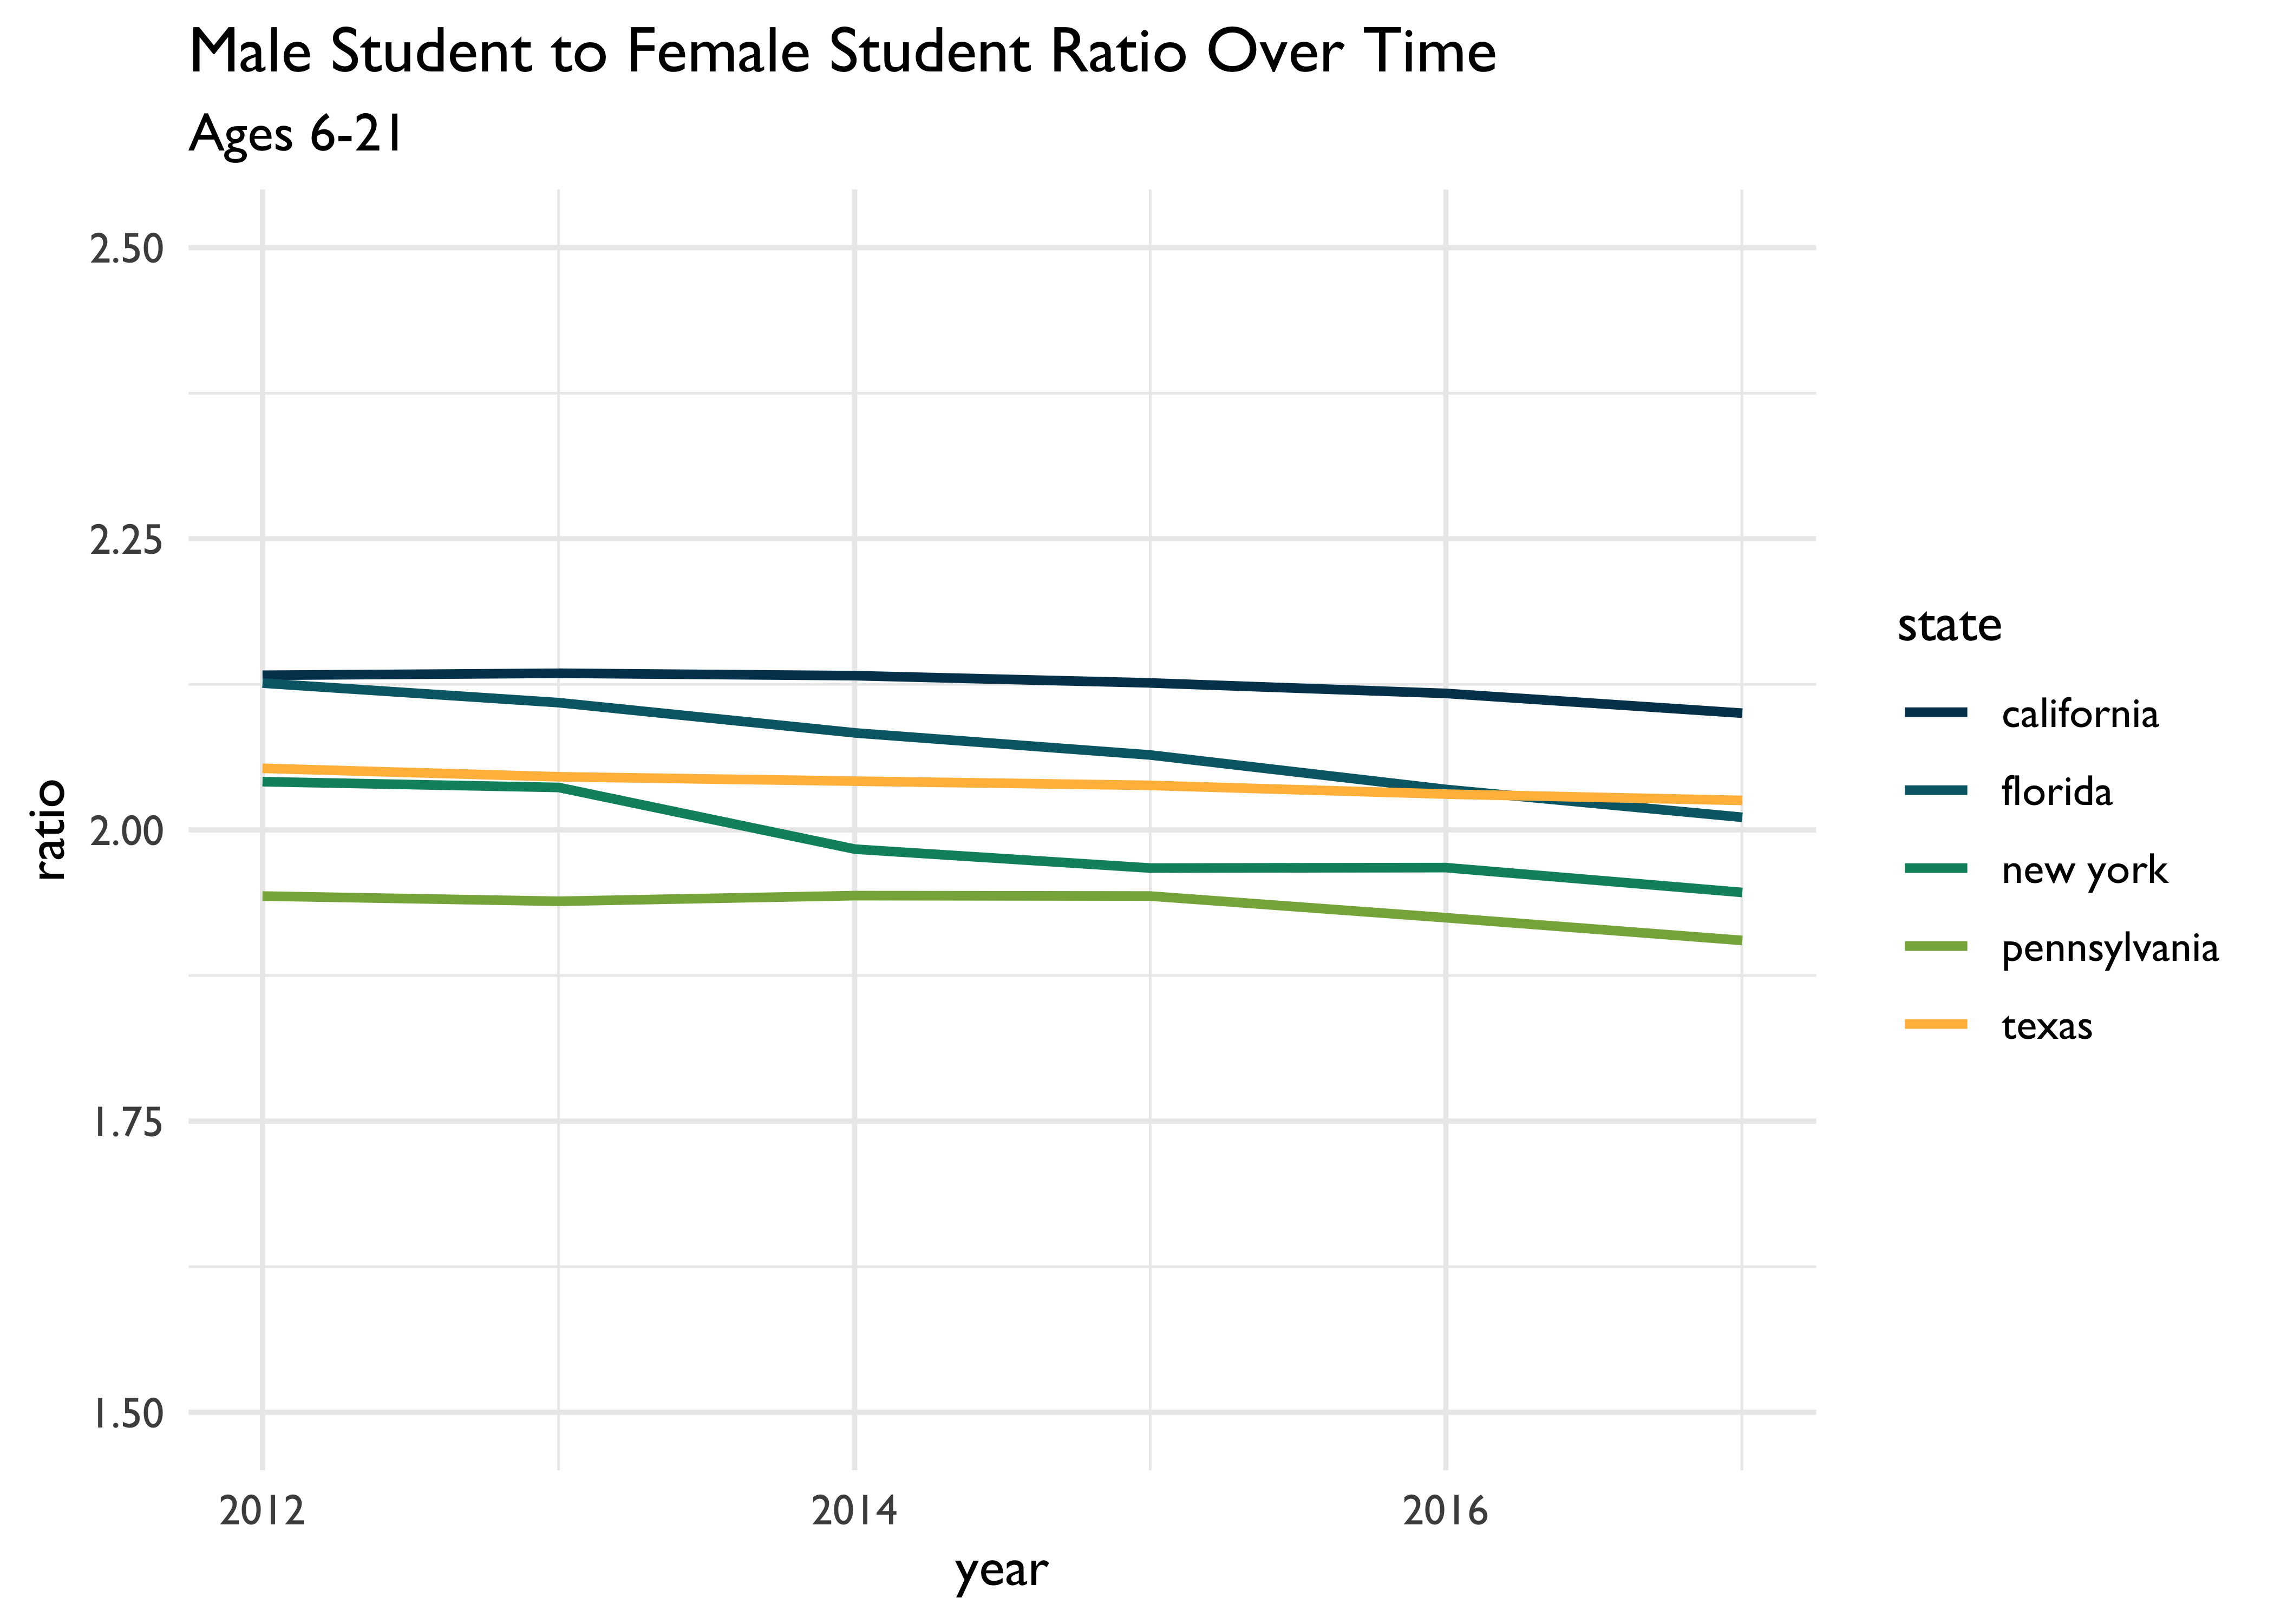 Male Student to Female Student Ratio Over Time
Ages 6-21
2.50
2.25
2.00
1.75
1.50
ratio
2012
2014
2016
year
state
california
florida
new york
pennsylvania
texas